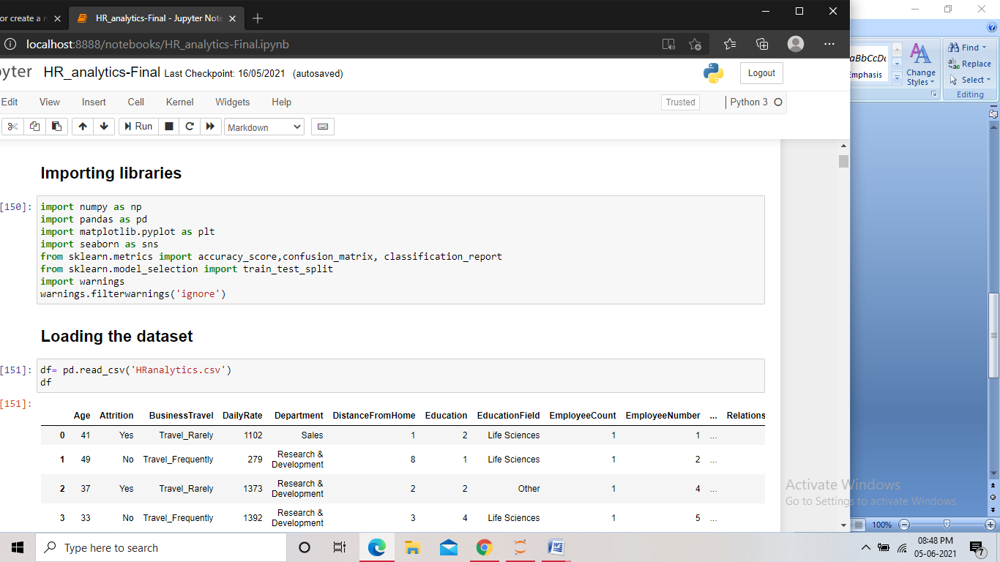 or create a n
HR_analytics-Final - Jupyter Note
localhost:8888/notebooks/HR_analytics-Final.ipynb
yter HR_analytics-Final Last Checkpoint: 16/05/2021 (autosaved)
Logout
Edit View Insert Cell Kernel Widgets Help
Trusted
Python 3
Run
Markdown
Importing libraries
[150]:
import numpy as np
import pandas as pd
import matplotlib.pyplot as plt
import seaborn as sns
from sklearn.metrics import accuracy_score,confusion_matrix, classification_report
from sklearn.model_selection import train_test_split
import warnings
warnings.filterwarnings('ignore')
Loading the dataset
[151]:
df= pd.read_csv('HRanalytics.csv')
df
[151]:
Age Attrition BusinessTravel DailyRate Department DistanceFromHome Education EducationField EmployeeCount EmployeeNumber ... Relations
0 41 Yes Travel_Rarely 1102 Sales 1 2 Life Sciences 1 1 ...
1 49 No Travel_Frequently 279 Research & Development 8 1 Life Sciences 1 2 ...
2 37 Yes Travel_Rarely 1373 Research & Development 2 2 Other 1 4 ...
3 33 No Travel_Frequently 1392 Research & Development 3 4 Life Sciences 1 5 ...
aBbCcDd
Emphasis
Change
Styles
Find
Replace
Select
Editing
Activate Windows
Go to Settings to activate Windows.
100%
Type here to search
08:48 PM
05-06-2021
7